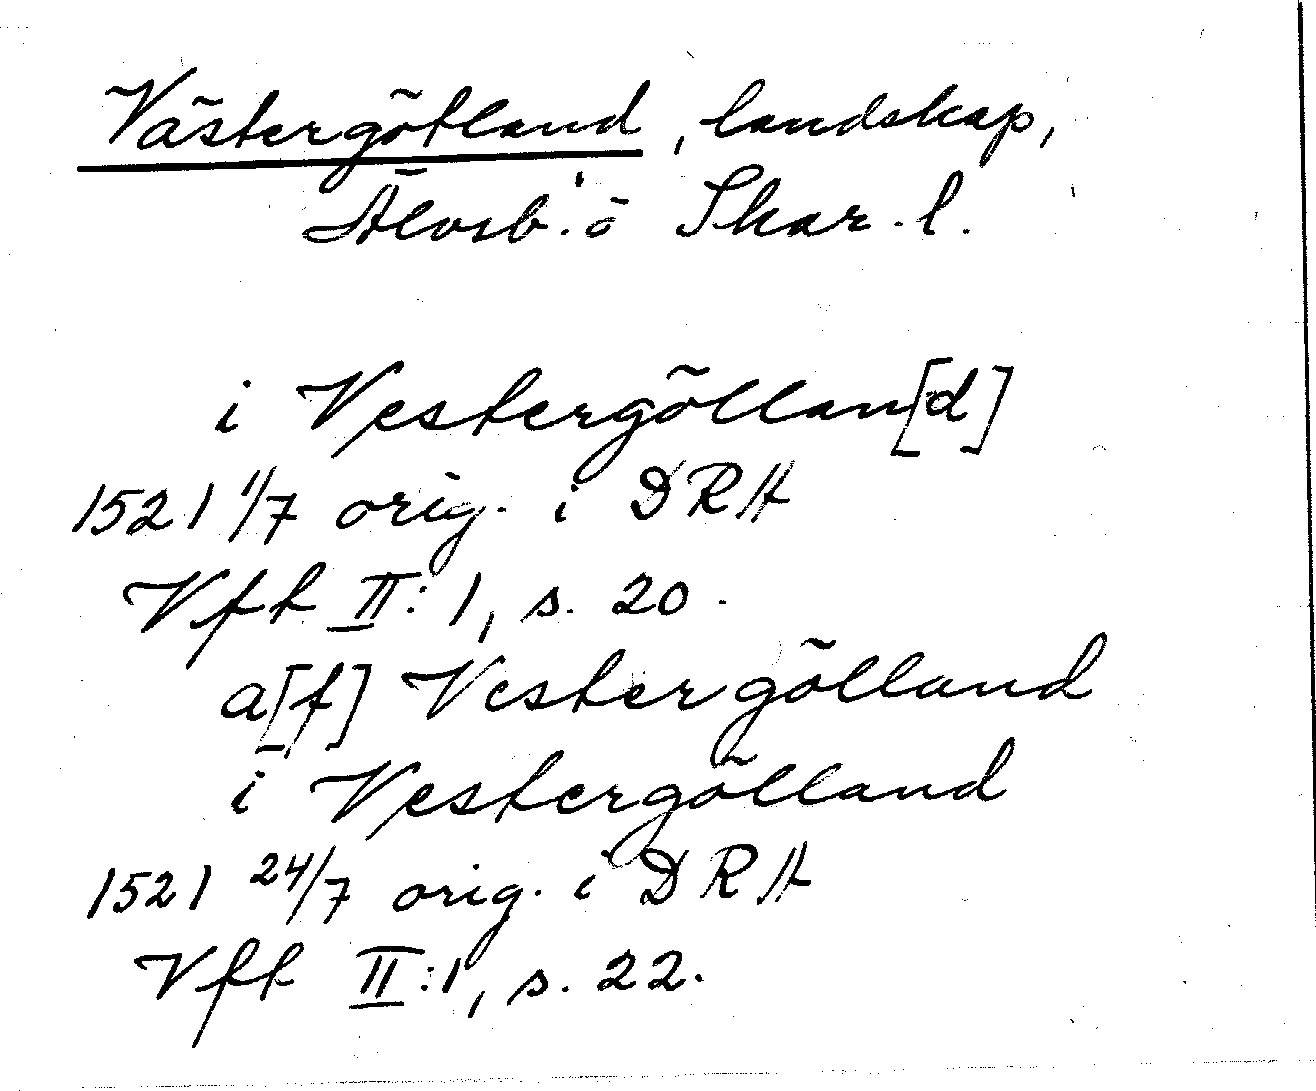 Västergötland, landskap,
Älvsb. o Skar. l.
i Vestergöllan[d]
1521 1/7 orig. i DRA
Vfk II:1, s. 20.
a[f] Vestergölland
i Vestergölland
1521 24/7 orig. i DRA
Vfk II:1, s. 22.